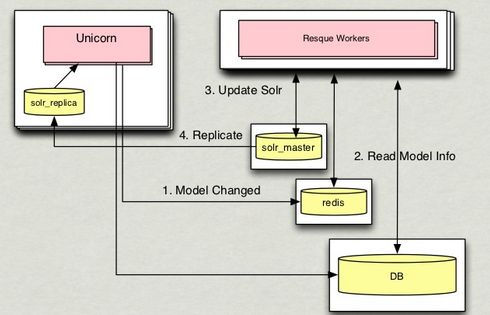 Unicorn
Resque Workers
solr_replica
3. Update Solr
4. Replicate
solr_master
2. Read Model Info
1. Model Changed
redis
DB